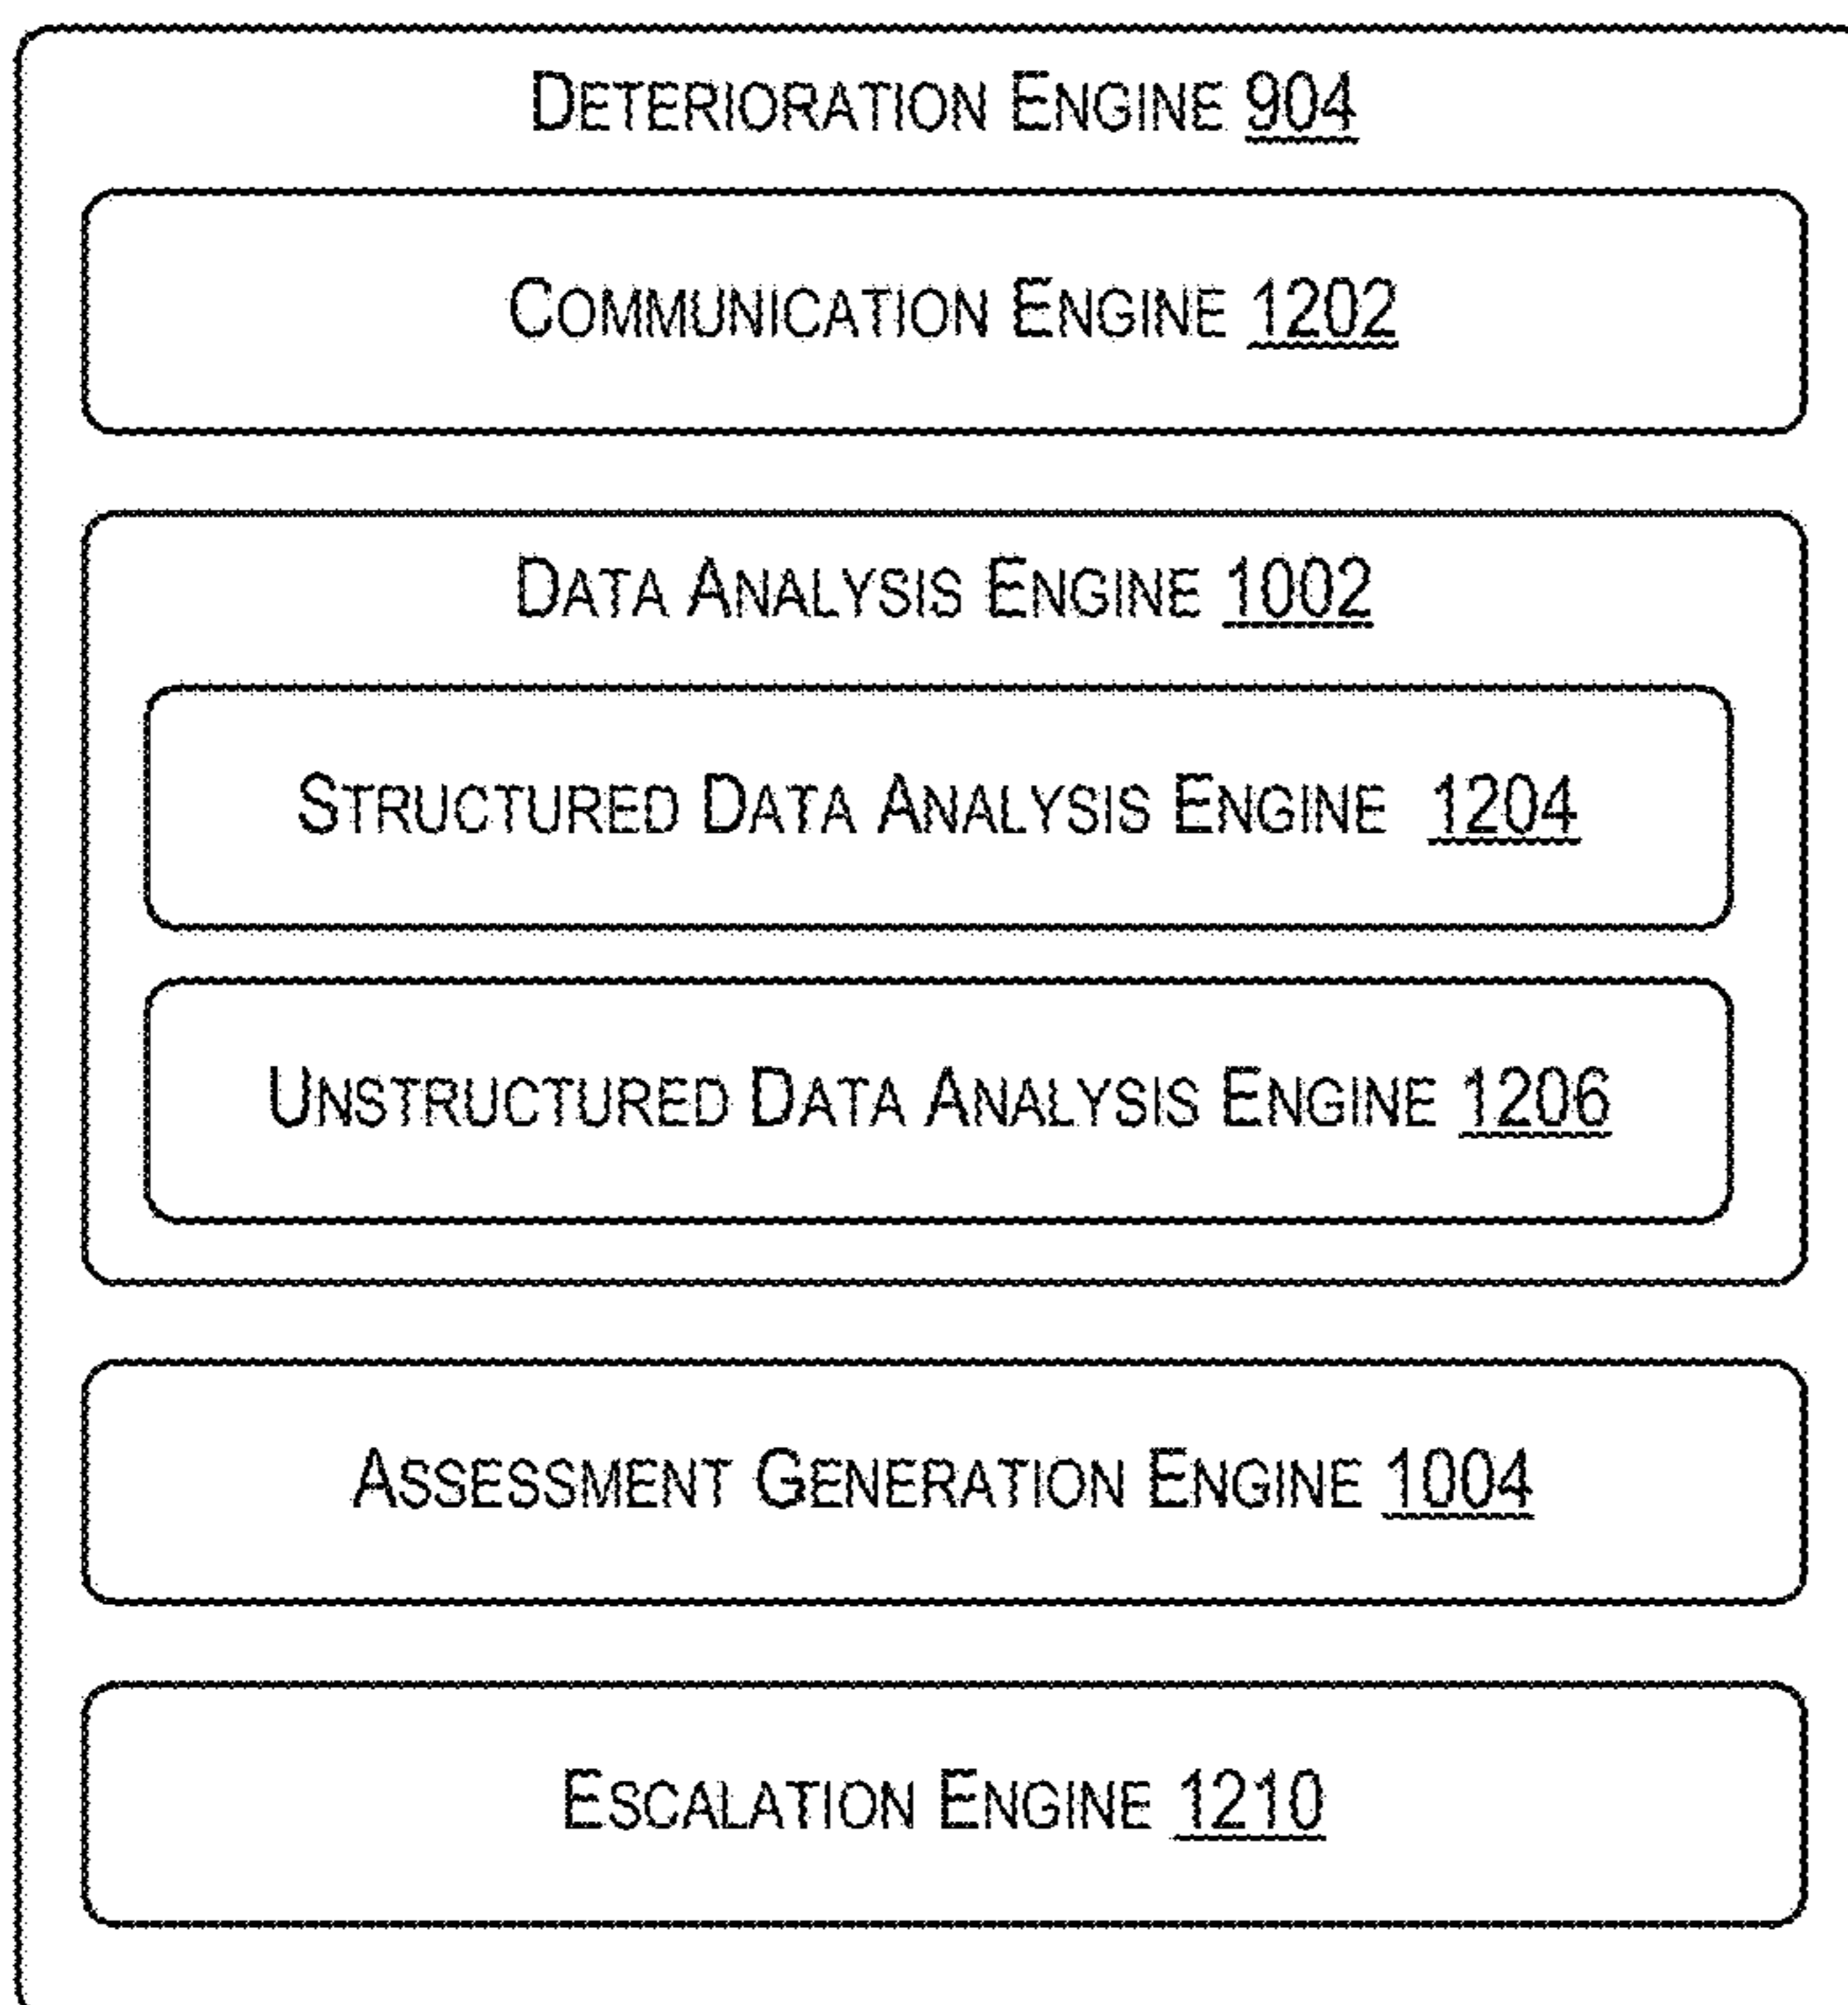 DETERIORATION ENGINE 904
COMMUNICATION ENGINE 1202
DATA ANALYSIS ENGINE 1002
STRUCTURED DATA ANALYSIS ENGINE 1204
UNSTRUCTURED DATA ANALYSIS ENGINE 1206
ASSESSMENT GENERATION ENGINE 1004
ESCALATION ENGINE 1210